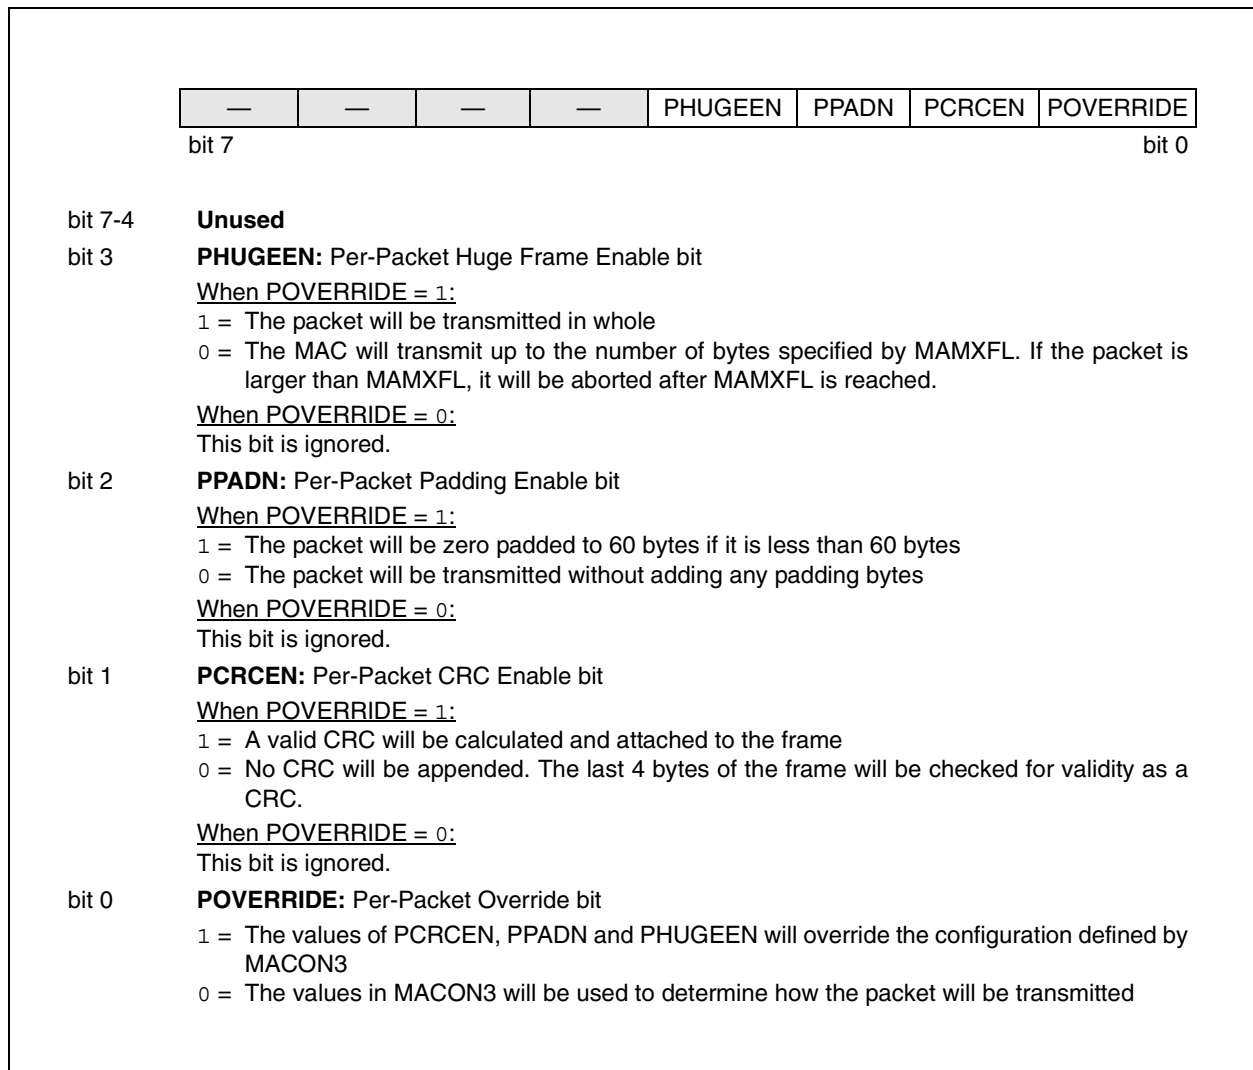 — — — — PHUGEEN PPADN PCRCEN POVERRIDE
bit 7 bit 0
bit 7-4 Unused
bit 3 PHUGEEN: Per-Packet Huge Frame Enable bit
When POVERRIDE = 1:
1 = The packet will be transmitted in whole
0 = The MAC will transmit up to the number of bytes specified by MAMXFL. If the packet is
larger than MAMXFL, it will be aborted after MAMXFL is reached.
When POVERRIDE = 0:
This bit is ignored.
bit 2 PPADN: Per-Packet Padding Enable bit
When POVERRIDE = 1:
1 = The packet will be zero padded to 60 bytes if it is less than 60 bytes
0 = The packet will be transmitted without adding any padding bytes
When POVERRIDE = 0:
This bit is ignored.
bit 1 PCRCEN: Per-Packet CRC Enable bit
When POVERRIDE = 1:
1 = A valid CRC will be calculated and attached to the frame
0 = No CRC will be appended. The last 4 bytes of the frame will be checked for validity as a
CRC.
When POVERRIDE = 0:
This bit is ignored.
bit 0 POVERRIDE: Per-Packet Override bit
1 = The values of PCRCEN, PPADN and PHUGEEN will override the configuration defined by
MACON3
0 = The values in MACON3 will be used to determine how the packet will be transmitted